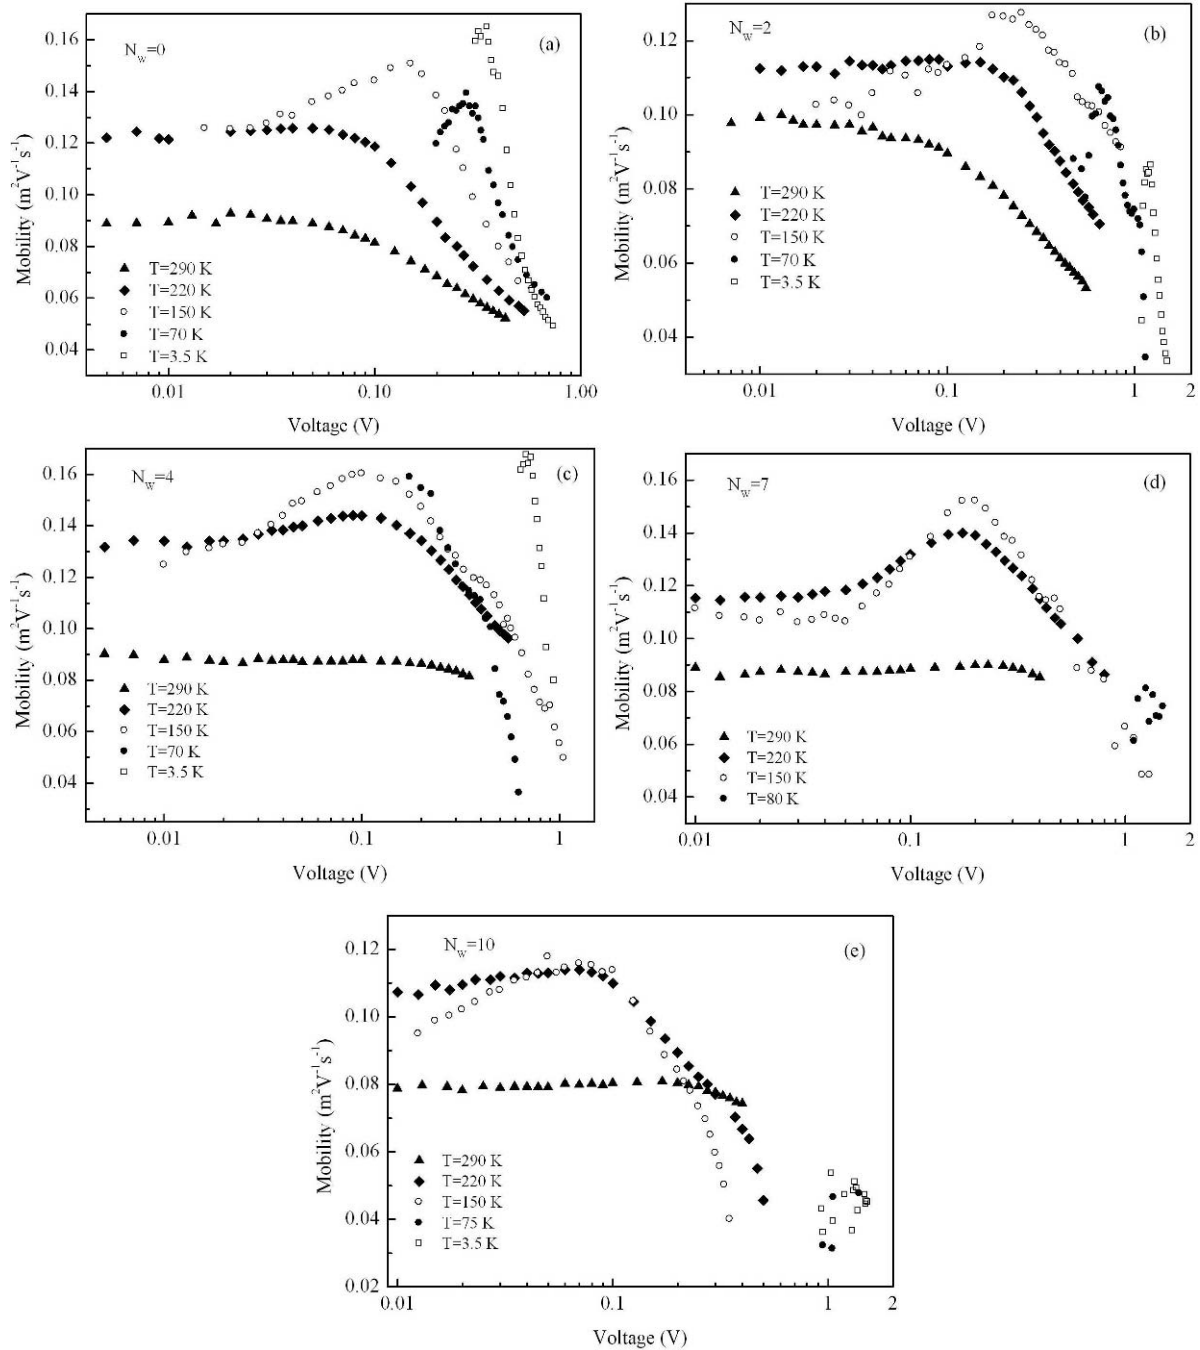 N_w=0
(a)
Mobility (m²V⁻¹s⁻¹)
0.16
0.14
0.12
0.10
0.08
0.06
0.04
T=290 K
T=220 K
T=150 K
T=70 K
T=3.5 K
0.01
0.10
1.00
Voltage (V)
N_w=2
(b)
Mobility (m²V⁻¹s⁻¹)
0.12
0.10
0.08
0.06
0.04
T=290 K
T=220 K
T=150 K
T=70 K
T=3.5 K
0.01
0.1
1
2
Voltage (V)
N_w=4
(c)
Mobility (m²V⁻¹s⁻¹)
0.16
0.14
0.12
0.10
0.08
0.06
0.04
T=290 K
T=220 K
T=150 K
T=70 K
T=3.5 K
0.01
0.1
1
Voltage (V)
N_w=7
(d)
Mobility (m²V⁻¹s⁻¹)
0.16
0.14
0.12
0.10
0.08
0.06
0.04
T=290 K
T=220 K
T=150 K
T=80 K
0.01
0.1
1
2
Voltage (V)
N_w=10
(e)
Mobility (m²V⁻¹s⁻¹)
0.12
0.10
0.08
0.06
0.04
0.02
T=290 K
T=220 K
T=150 K
T=75 K
T=3.5 K
0.01
0.1
1
2
Voltage (V)